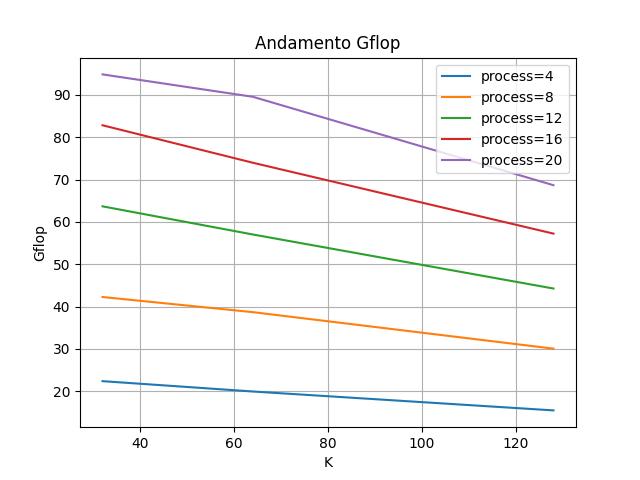 Andamento Gflop
process=4
process=8
process=12
process=16
process=20
90
80
70
60
50
40
30
20
Gflop
40 60 80 100 120
K